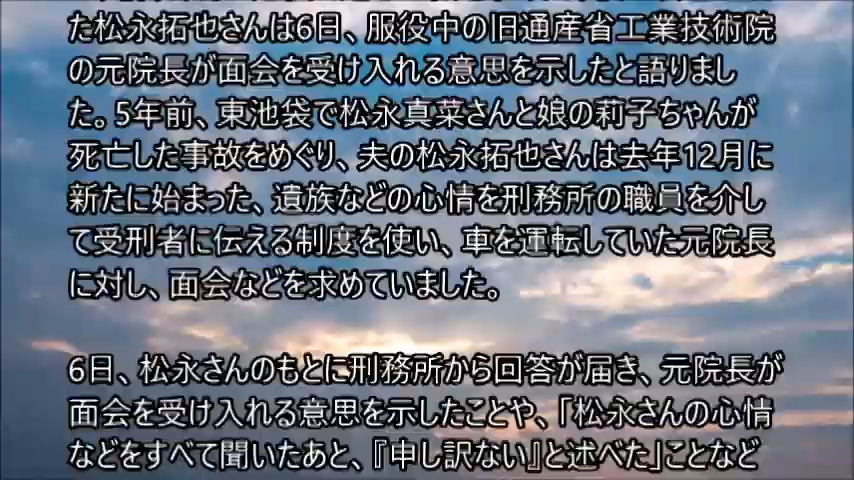 た松永拓也さんは6日、服役中の旧通産省工業技術院
の元院長が面会を受け入れる意思を示したと語りまし
た。5年前、東池袋で松永真菜さんと娘の莉子ちゃんが
死亡した事故をめぐり、夫の松永拓也さんは去年12月に
新たに始まった、遺族などの心情を刑務所の職員を介し
て受刑者に伝える制度を使い、車を運転していた元院長
に対し、面会などを求めていました。
6日、松永さんのもとに刑務所から回答が届き、元院長が
面会を受け入れる意思を示したことや、「松永さんの心情
などをすべて聞いたあと、『申し訳ない』と述べた」ことなど